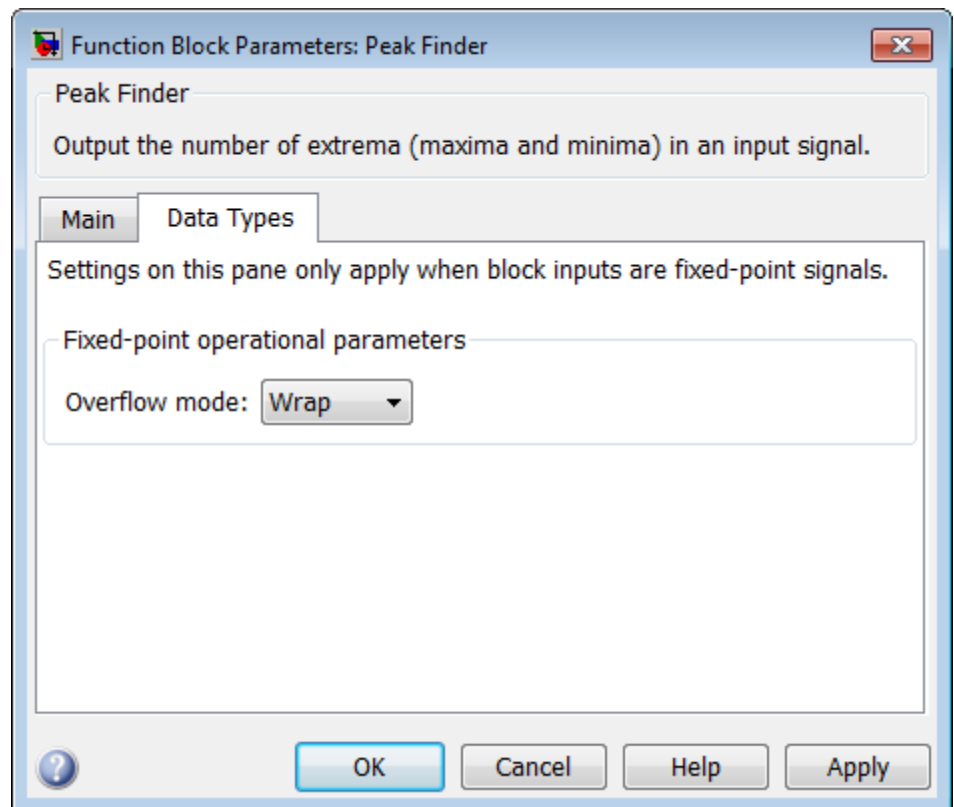 Function Block Parameters: Peak Finder
Peak Finder
Output the number of extrema (maxima and minima) in an input signal.
Main
Data Types
Settings on this pane only apply when block inputs are fixed-point signals.
Fixed-point operational parameters
Overflow mode: Wrap
? OK Cancel Help Apply